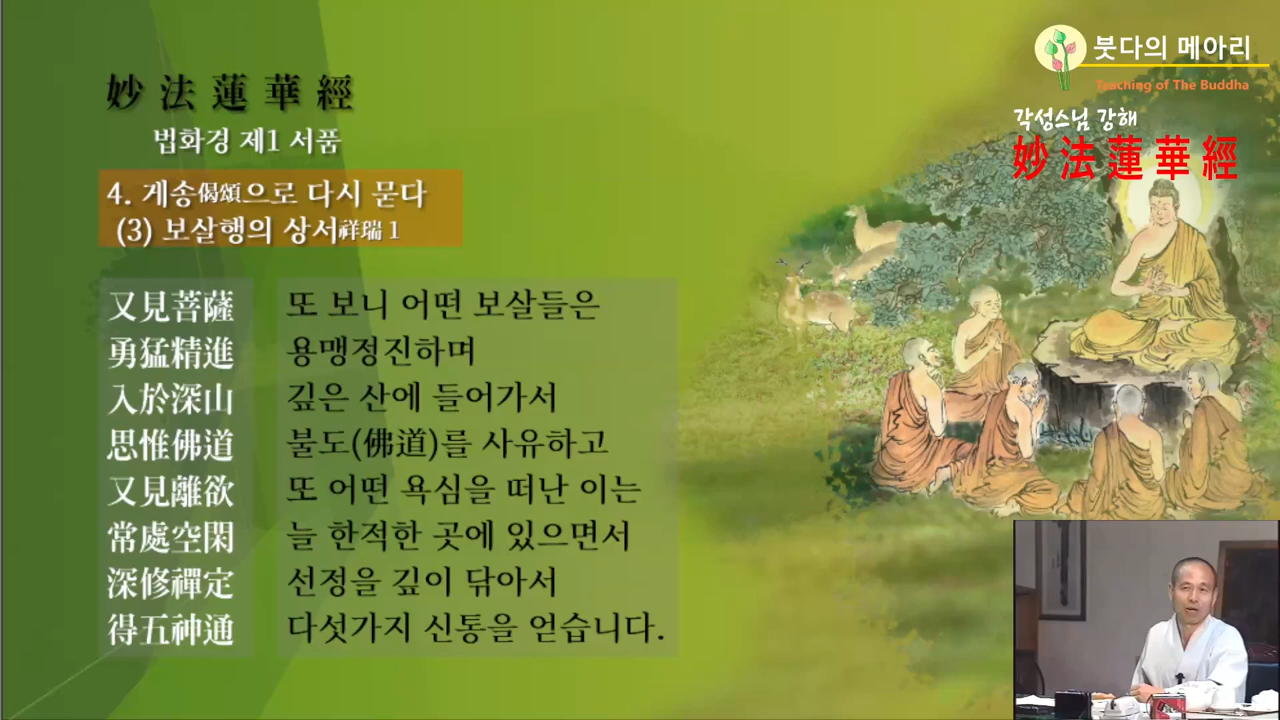 妙法蓮華經
법화경 제1 서품
4. 게송偈頌으로 다시 묻다
(3) 보살행의 상서祥瑞 1
又見菩薩
또 보니 어떤 보살들은
勇猛精進
용맹정진하며
入於深山
깊은 산에 들어가서
思惟佛道
불도(佛道)를 사유하고
又見離欲
또 어떤 욕심을 떠난 이는
常處空閑
늘 한적한 곳에 있으면서
深修禪定
선정을 깊이 닦아서
得五神通
다섯가지 신통을 얻습니다.
붓다의 메아리
Teaching of The Buddha
각성스님 강해
妙法蓮華經